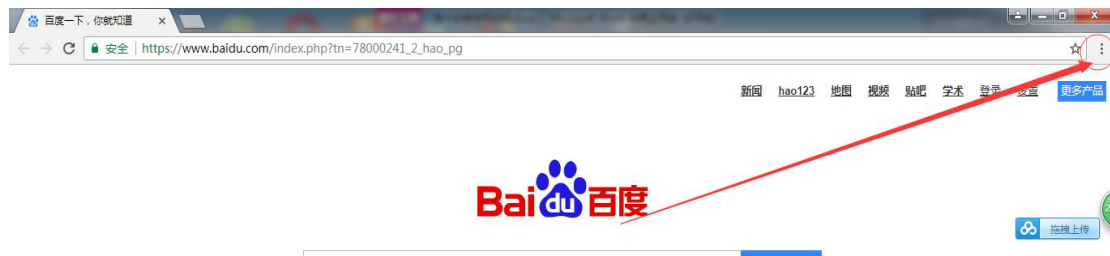 百度一下，你就知道
安全 | https://www.baidu.com/index.php?tn=78000241_2_hao_pg
新闻 hao123 地图 视频 贴吧 学术 登录 设置 更多产品
Bai du 百度
拖拽上传